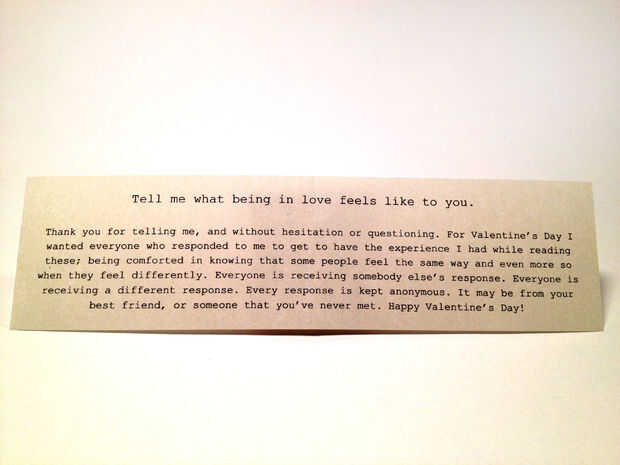 Tell me what being in love feels like to you.
Thank you for telling me, and without hesitation or questioning. For Valentine's Day I
wanted everyone who responded to me to get to have the experience I had while reading
these; being comforted in knowing that some people feel the same way and even more so
when they feel differently. Everyone is receiving somebody else's response. Everyone is
receiving a different response. Every response is kept anonymous. It may be from your
best friend, or someone that you've never met. Happy Valentine's Day!